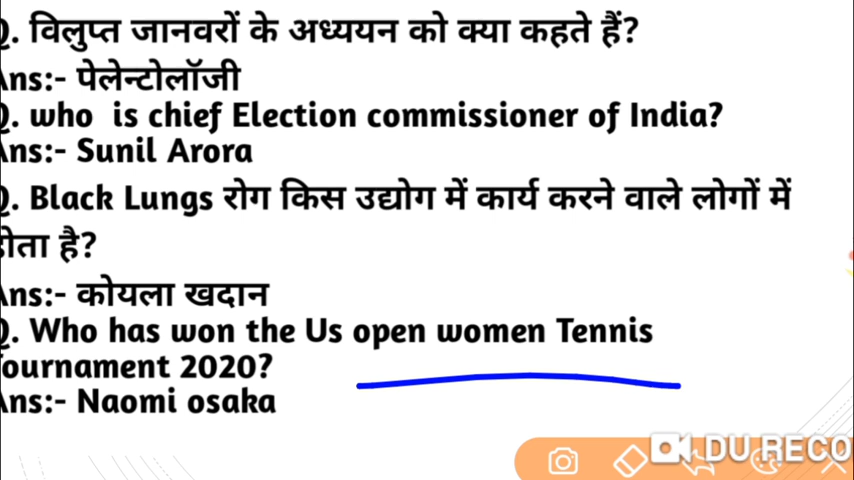 Q. विलुप्त जानवरों के अध्ययन को क्या कहते हैं?
Ans:- पेलेन्टोलॉजी
Q. who is chief Election commissioner of India?
Ans:- Sunil Arora
Q. Black Lungs रोग किस उद्योग में कार्य करने वाले लोगों में
होता है?
Ans:- कोयला खदान
Q. Who has won the Us open women Tennis
Tournament 2020?
Ans:- Naomi osaka
DU RECO